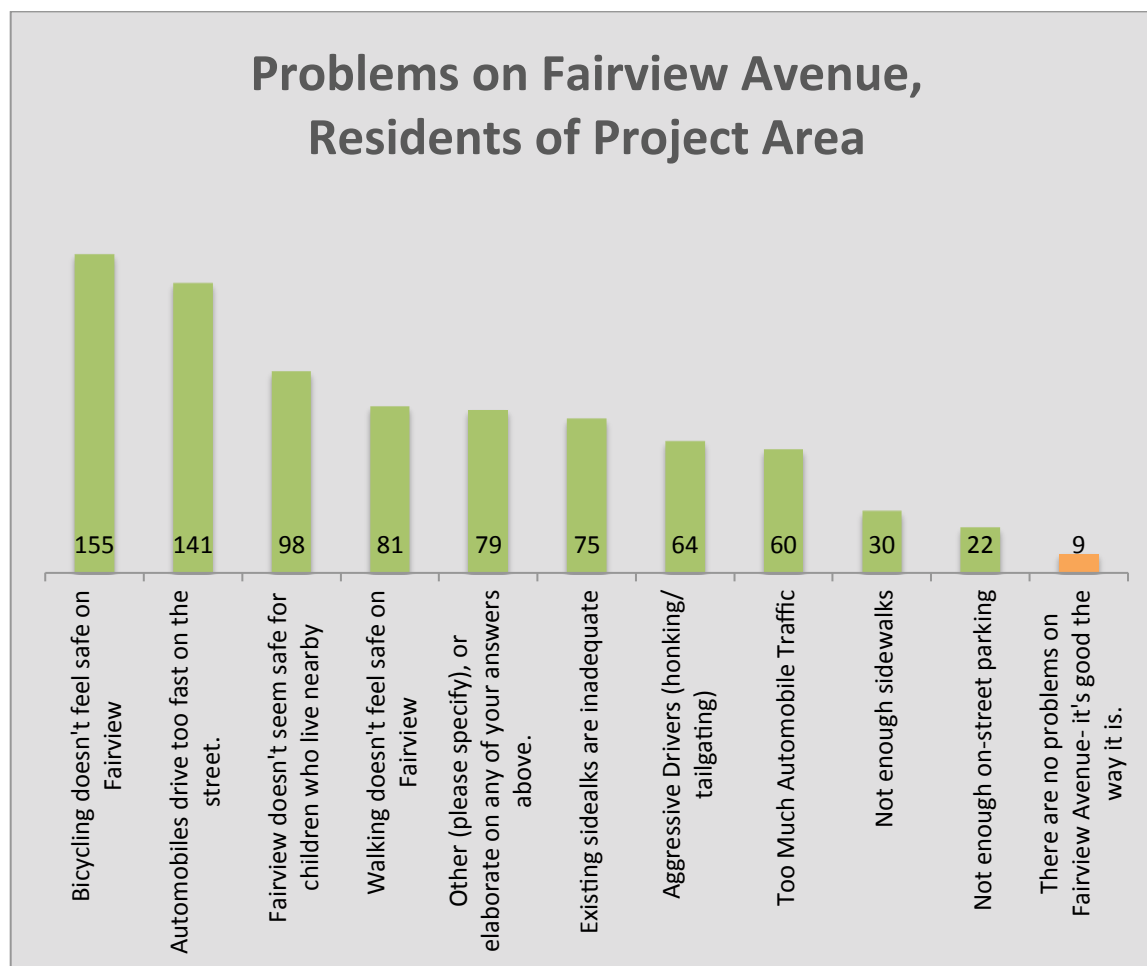 Problems on Fairview Avenue,
Residents of Project Area
155
141
98
81
79
75
64
60
30
22
9
Bicycling doesn't feel safe on
Fairview
Automobiles drive too fast on the
street.
Fairview doesn't seem safe for
children who live nearby
Walking doesn't feel safe on
Fairview
Other (please specify), or
elaborate on any of your answers
above.
Existing sidealks are inadequate
Aggressive Drivers (honking/
tailgating)
Too Much Automobile Traffic
Not enough sidewalks
Not enough on-street parking
There are no problems on
Fairview Avenue- it's good the
way it is.